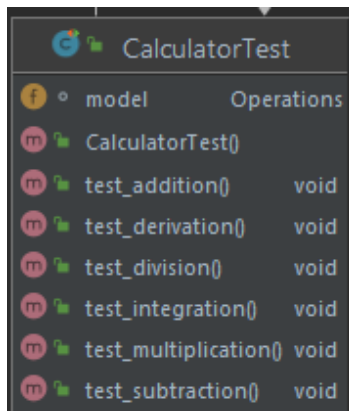 CalculatorTest
model Operations
CalculatorTest()
test_addition() void
test_derivation() void
test_division() void
test_integration() void
test_multiplication() void
test_subtraction() void